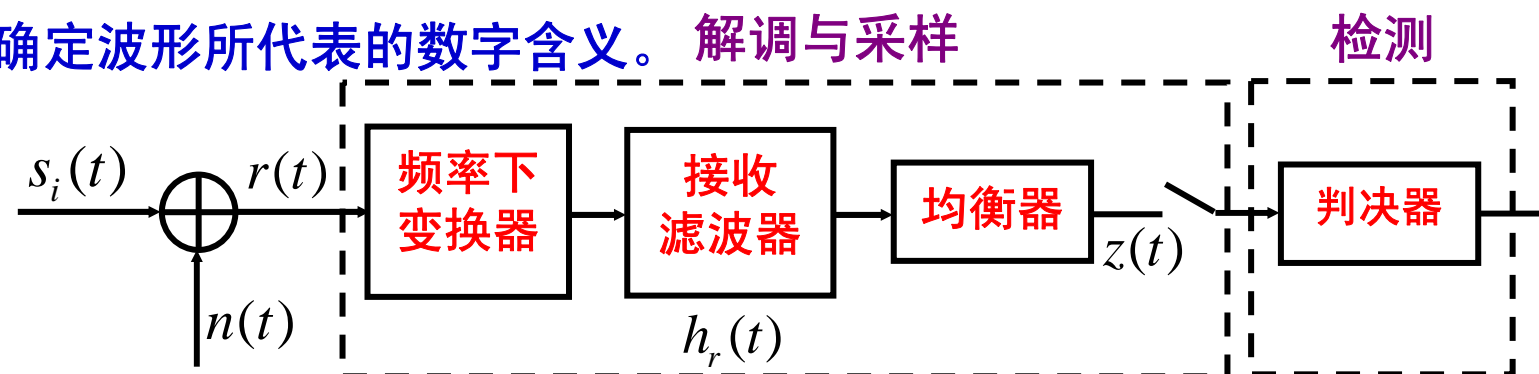 确定波形所代表的数字含义。 解调与采样 检测
s_i(t)
r(t)
频率下
变换器
接收
滤波器
均衡器
z(t)
判决器
n(t)
h_r(t)